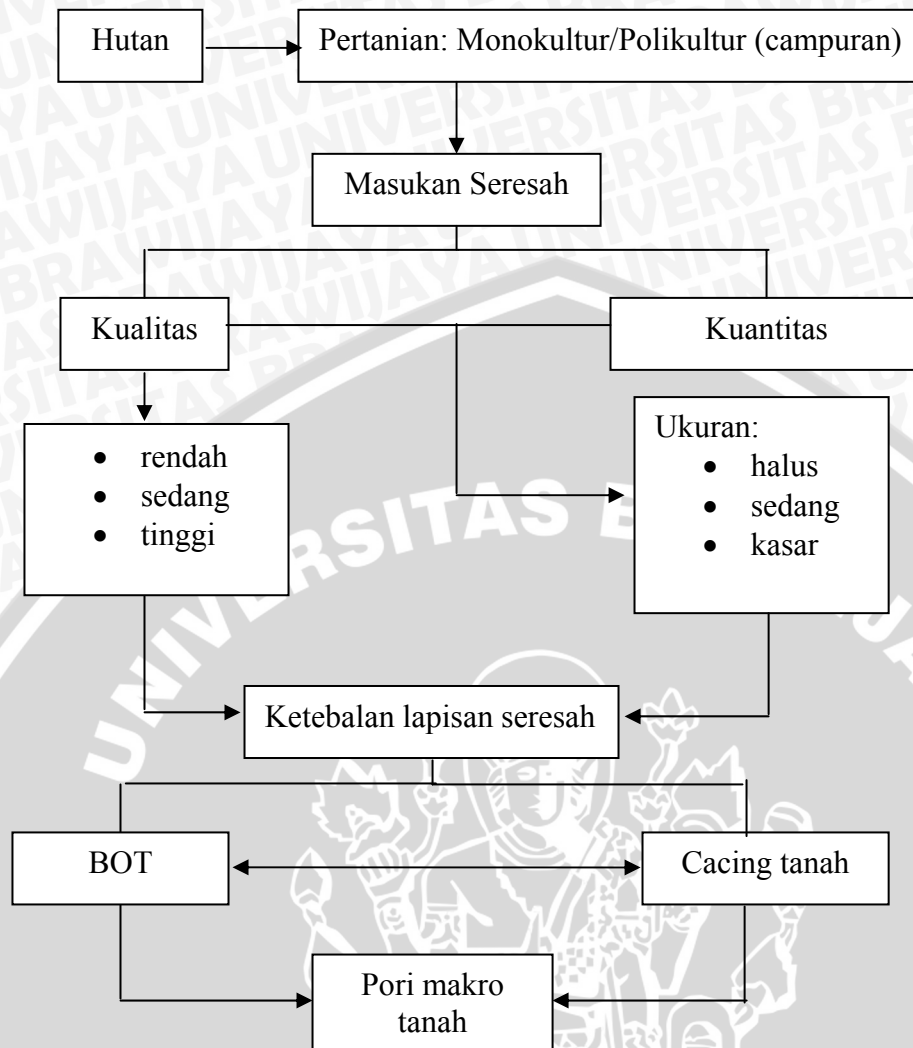 Hutan
Pertanian: Monokultur/Polikultur (campuran)
Masukan Seresah
Kualitas
Kuantitas
• rendah
• sedang
• tinggi
Ukuran:
• halus
• sedang
• kasar
Ketebalan lapisan seresah
BOT
Cacing tanah
Pori makro
tanah